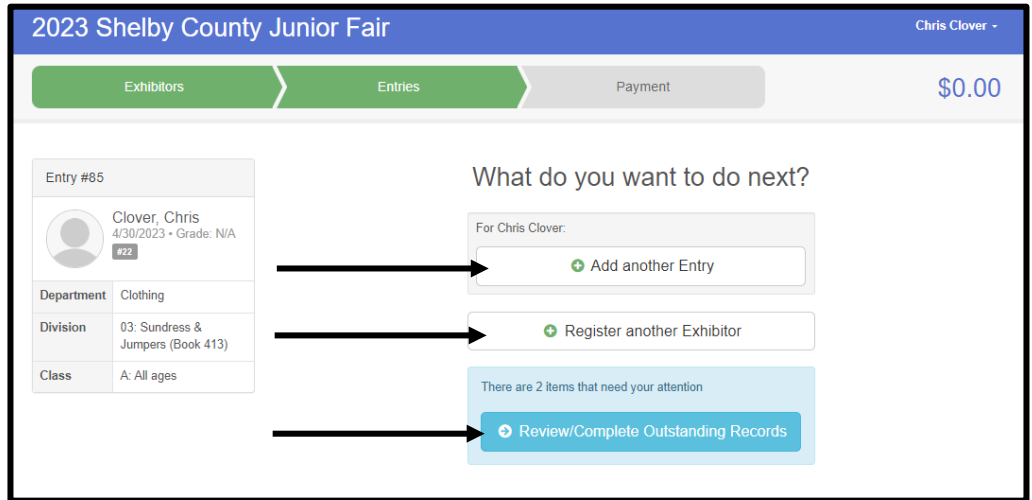 2023 Shelby County Junior Fair
Chris Clover
Exhibitors
Entries
Payment
$0.00
Entry #85
Clover, Chris
4/30/2023 • Grade: N/A
#22
Department Clothing
Division 03: Sundress &
Jumpers (Book 413)
Class A: All ages
What do you want to do next?
For Chris Clover:
Add another Entry
Register another Exhibitor
There are 2 items that need your attention
Review/Complete Outstanding Records